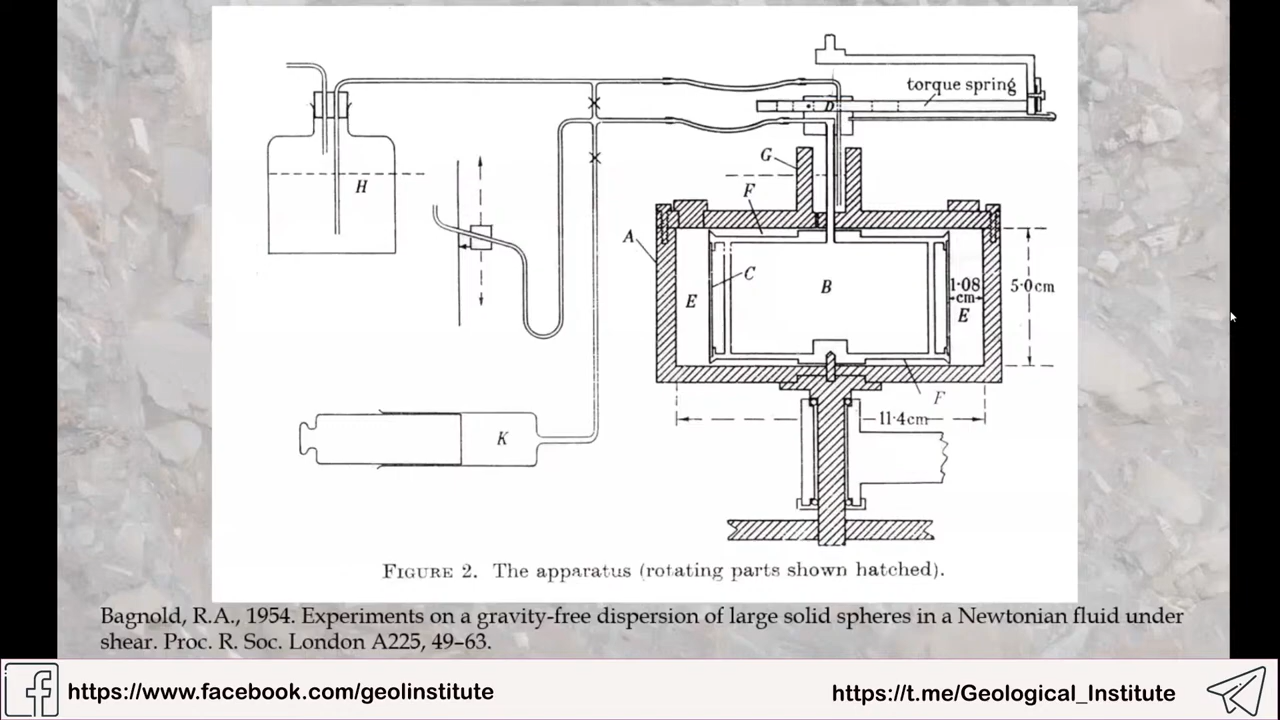 torque spring
D
G
H
F
A
C
B
E
1·08
cm
E
5·0cm
F
11·4cm
K
FIGURE 2. The apparatus (rotating parts shown hatched).
Bagnold, R.A., 1954. Experiments on a gravity-free dispersion of large solid spheres in a Newtonian fluid under
shear. Proc. R. Soc. London A225, 49–63.
https://www.facebook.com/geolinstitute
https://t.me/Geological_Institute